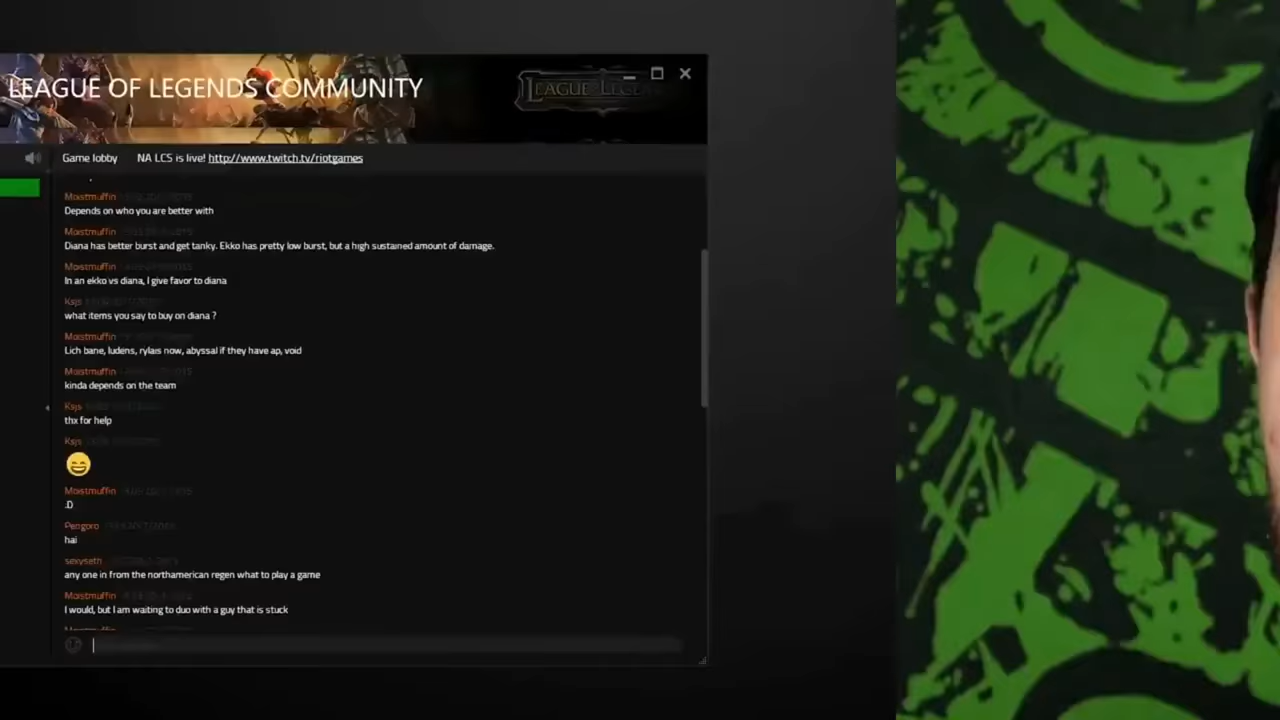 LEAGUE OF LEGENDS COMMUNITY
Game lobby NA LCS is live! http://www.twitch.tv/riotgames
Moistmuffin
Depends on who you are better with
Moistmuffin
Diana has better burst and get tanky. Ekko has pretty low burst, but a high sustained amount of damage.
Moistmuffin
In an ekko vs diana, I give favor to diana
Ksjs
what items you say to buy on diana ?
Moistmuffin
Lich bane, ludens, rylais now, abyssal if they have ap, void
Moistmuffin
kinda depends on the team
Ksjs
thx for help
Ksjs
Moistmuffin
:D
Pengoro
hai
sexyseth
any one in from the northamerican regen what to play a game
Moistmuffin
I would, but I am waiting to duo with a guy that is stuck